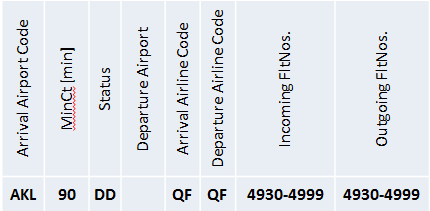 Arrival Airport Code
MinCt [min]
Status
Departure Airport
Arrival Airline Code
Departure Airline Code
Incoming FltNos.
Outgoing FltNos.
AKL 90 DD QF QF 4930-4999 4930-4999